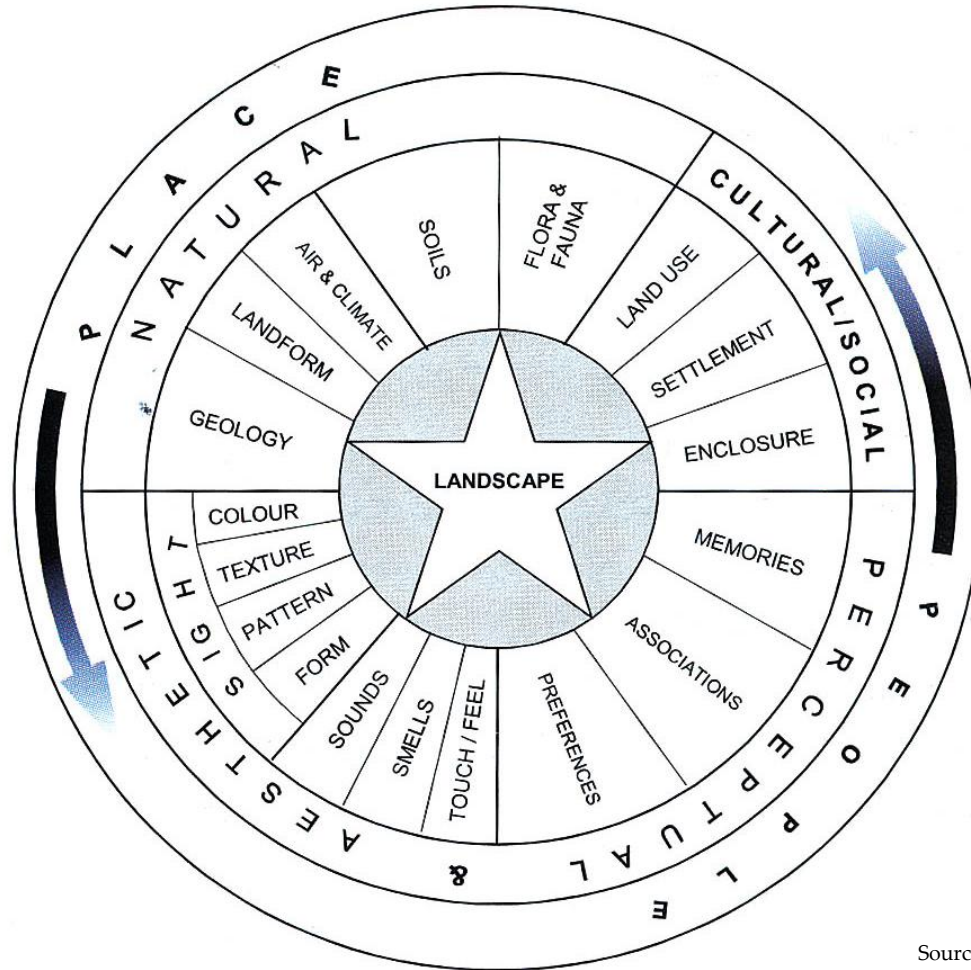 PLACE
NATURAL
CULTURAL/SOCIAL
AIR & CLIMATE
SOILS
FLORA &
FAUNA
LAND USE
LANDFORM
SETTLEMENT
GEOLOGY
ENCLOSURE
LANDSCAPE
COLOUR
TEXTURE
PATTERN
FORM
SIGHT
SOUNDS
SMELLS
TOUCH / FEEL
PREFERENCES
ASSOCIATIONS
MEMORIES
PERCEPTUAL & AESTHETIC
PEOPLE